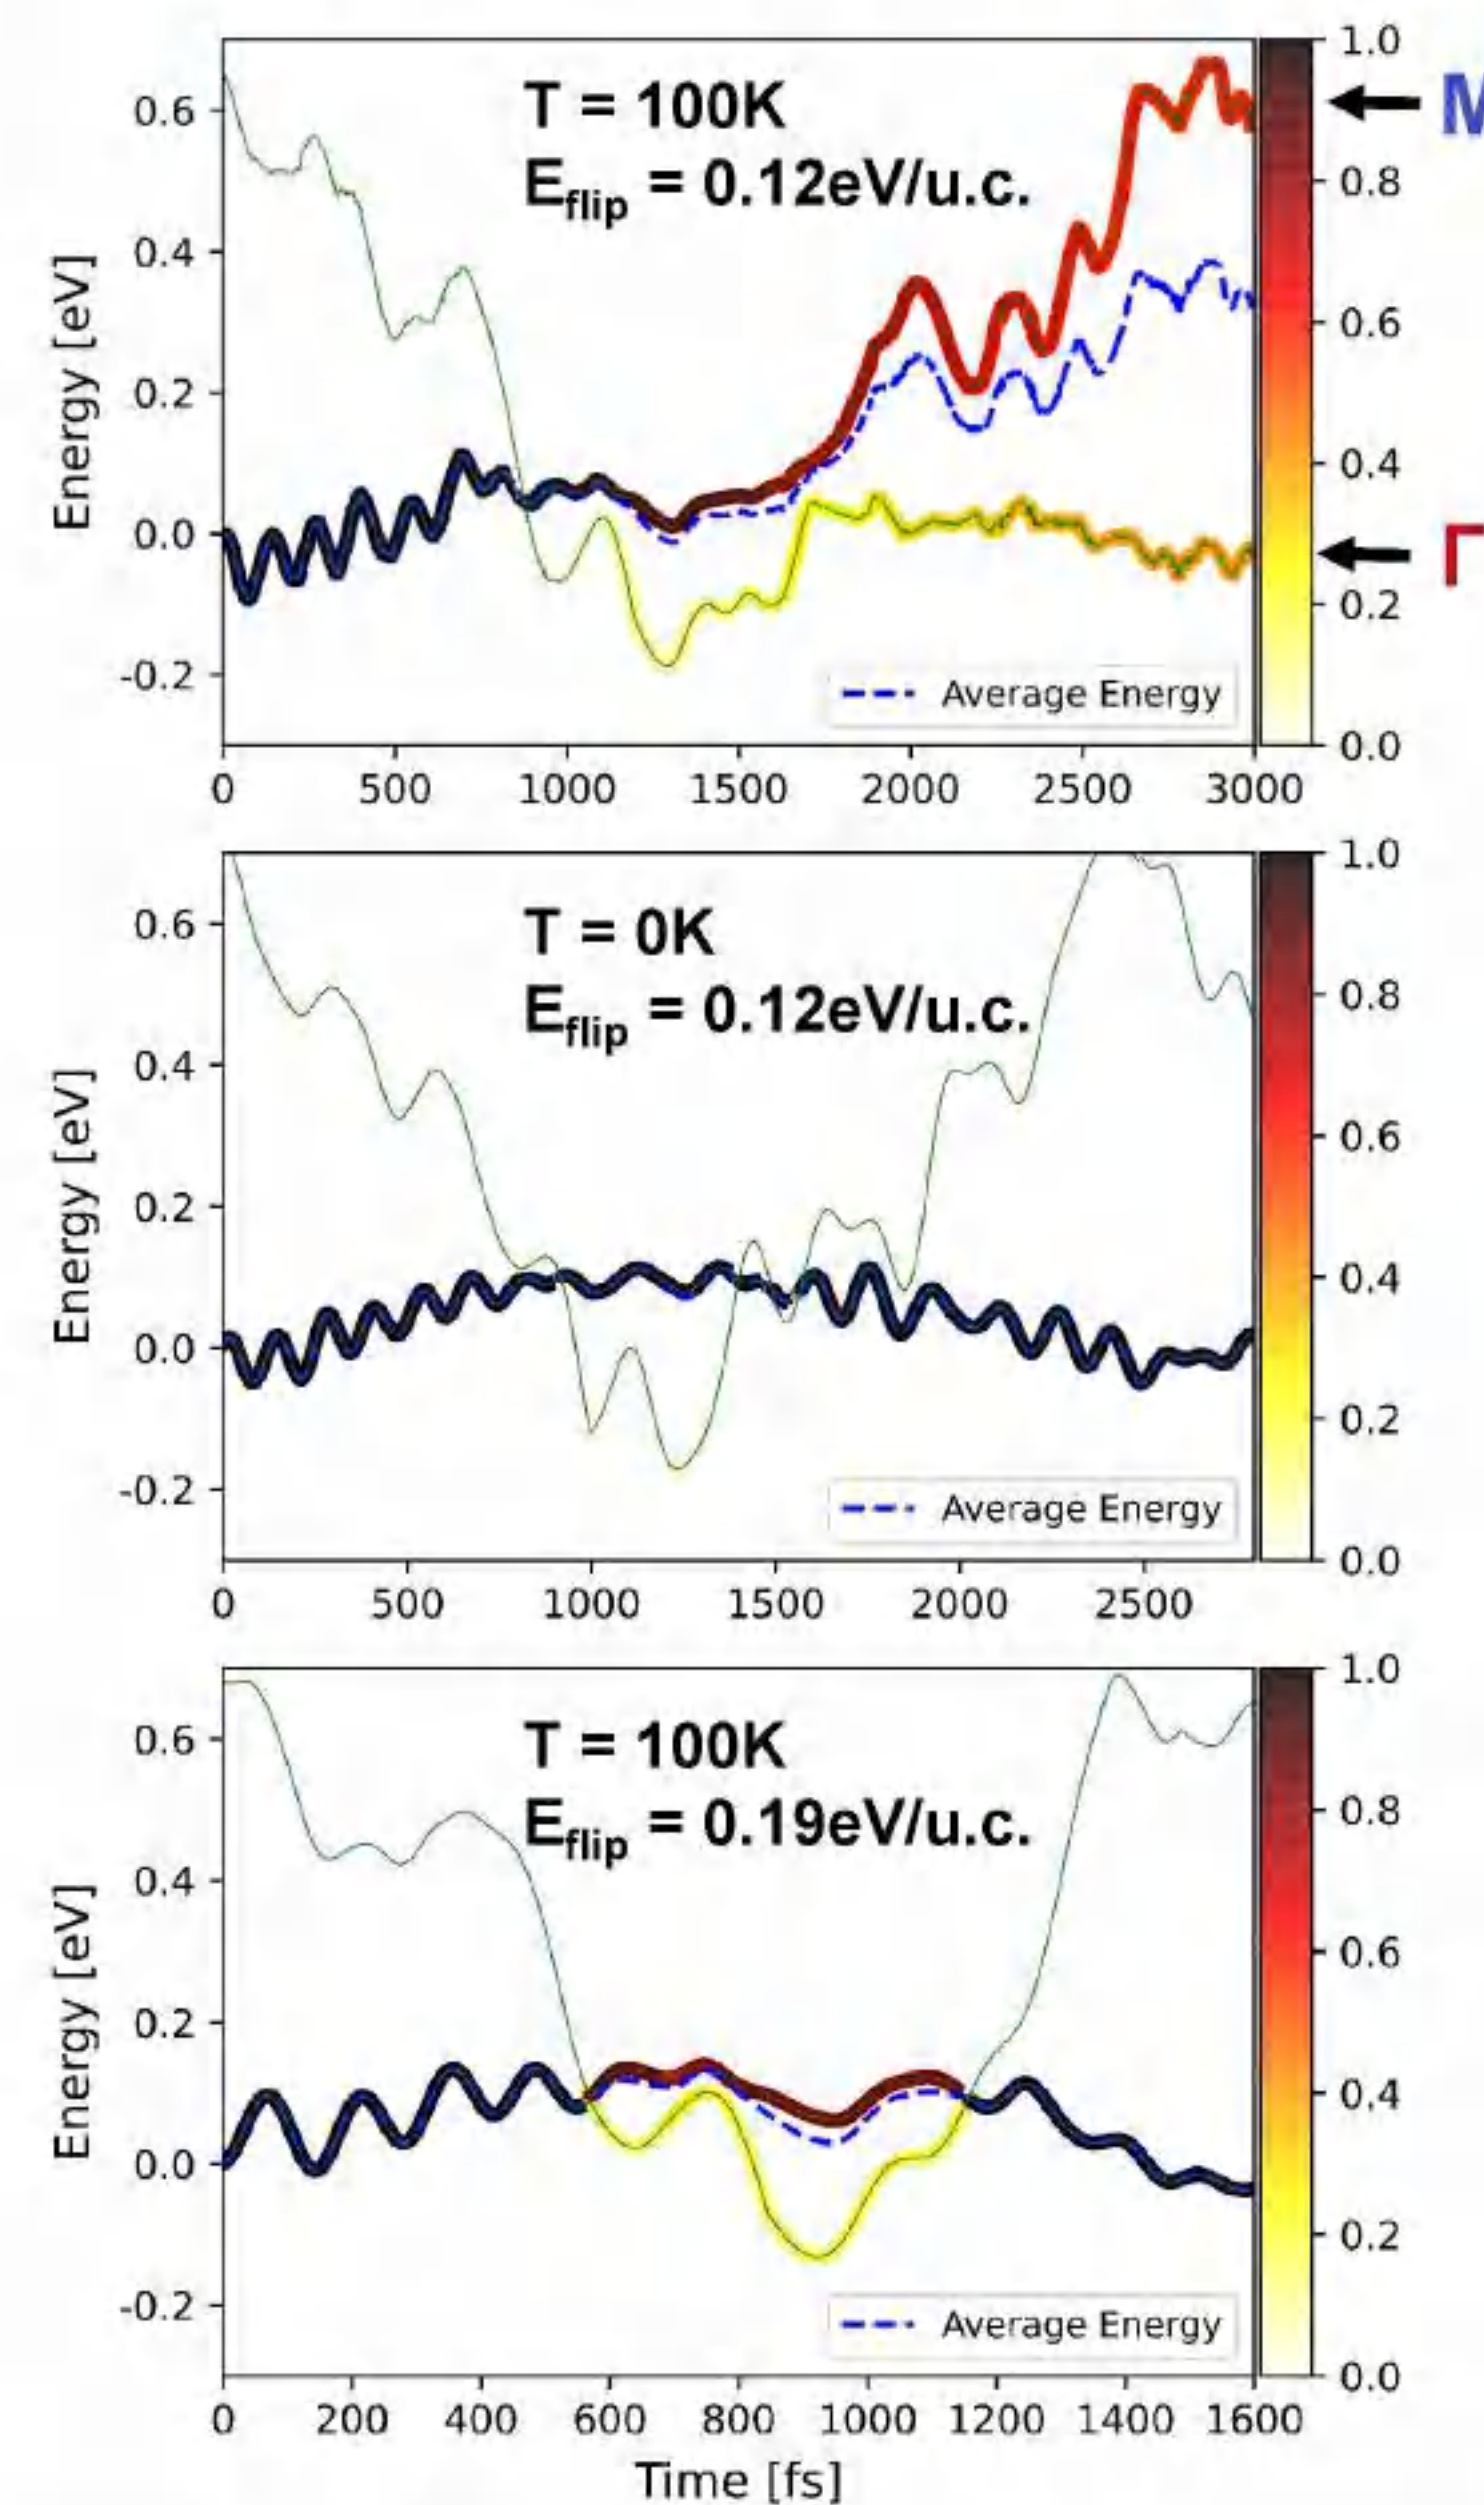 1.0
0.6
T = 100K
M
0.8
E_flip = 0.12eV/u.c.
0.4
0.6
Energy [eV]
0.2
0.4
0.0
Γ
0.2
-0.2
Average Energy
0.0
0 500 1000 1500 2000 2500 3000
1.0
0.6
T = 0K
0.8
E_flip = 0.12eV/u.c.
0.4
0.6
Energy [eV]
0.2
0.4
0.0
0.2
-0.2
Average Energy
0.0
0 500 1000 1500 2000 2500
1.0
0.6
T = 100K
0.8
E_flip = 0.19eV/u.c.
0.4
0.6
Energy [eV]
0.2
0.4
0.0
0.2
-0.2
Average Energy
0.0
0 200 400 600 800 1000 1200 1400 1600
Time [fs]